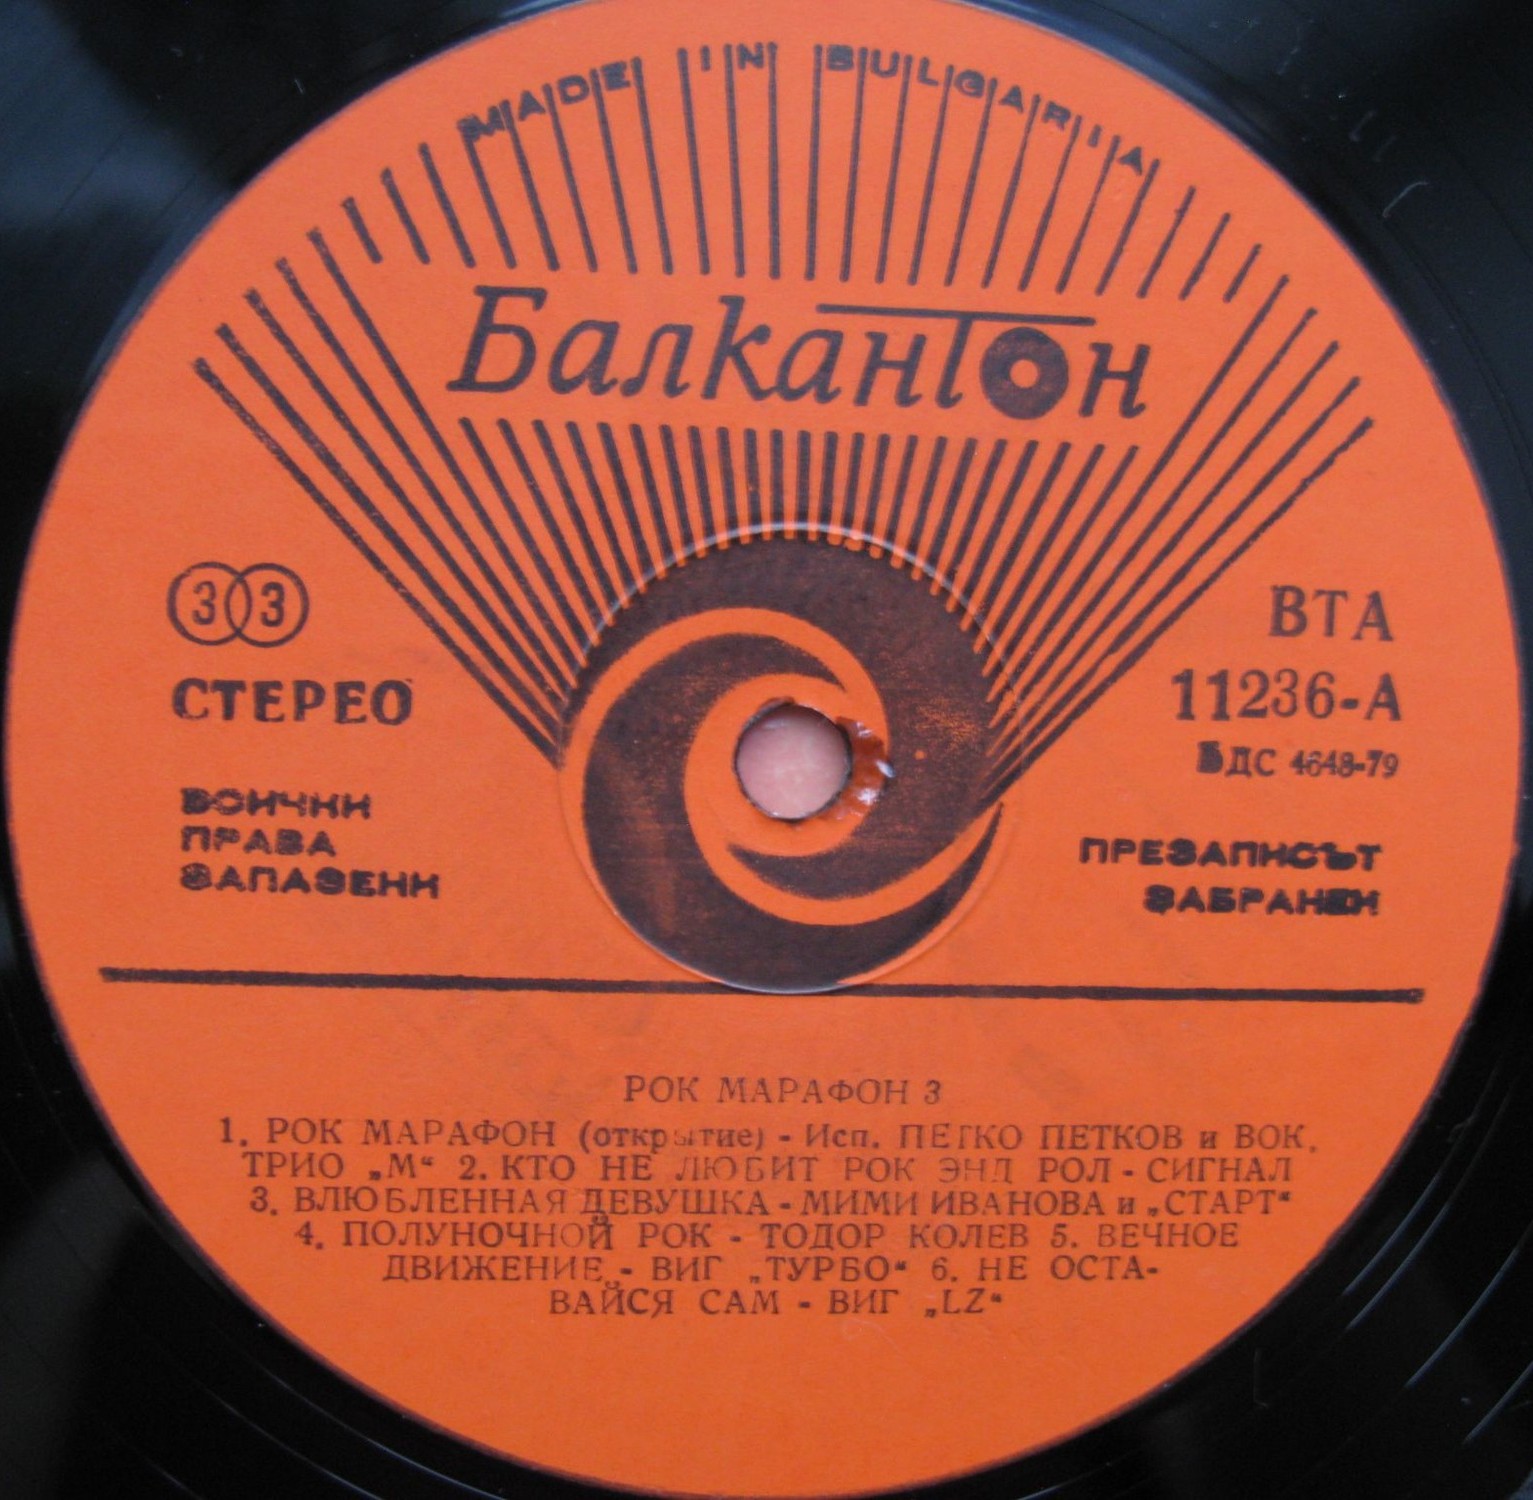 MADE IN BULGARIA
Балкантон
33
СТЕРЕО
ВСИЧКИ
ПРАВА
ЗАПАЗЕНИ
ВТА
11236-А
БДС 4648-79
ПРЕЗАПИСЪТ
ЗАБРАНЕН
РОК МАРАФОН 3
1. РОК МАРАФОН (открытие) - Исп. ПЕТКО ПЕТКОВ и ВОК.
ТРИО „М“ 2. КТО НЕ ЛЮБИТ РОК ЭНД РОЛ - СИГНАЛ
3. ВЛЮБЛЕННАЯ ДЕВУШКА - МИМИ ИВАНОВА и „СТАРТ“
4. ПОЛУНОЧНОЙ РОК - ТОДОР КОЛЕВ 5. ВЕЧНОЕ
ДВИЖЕНИЕ - ВИГ „ТУРБО“ 6. НЕ ОСТА-
ВАЙСЯ САМ - ВИГ „LZ“